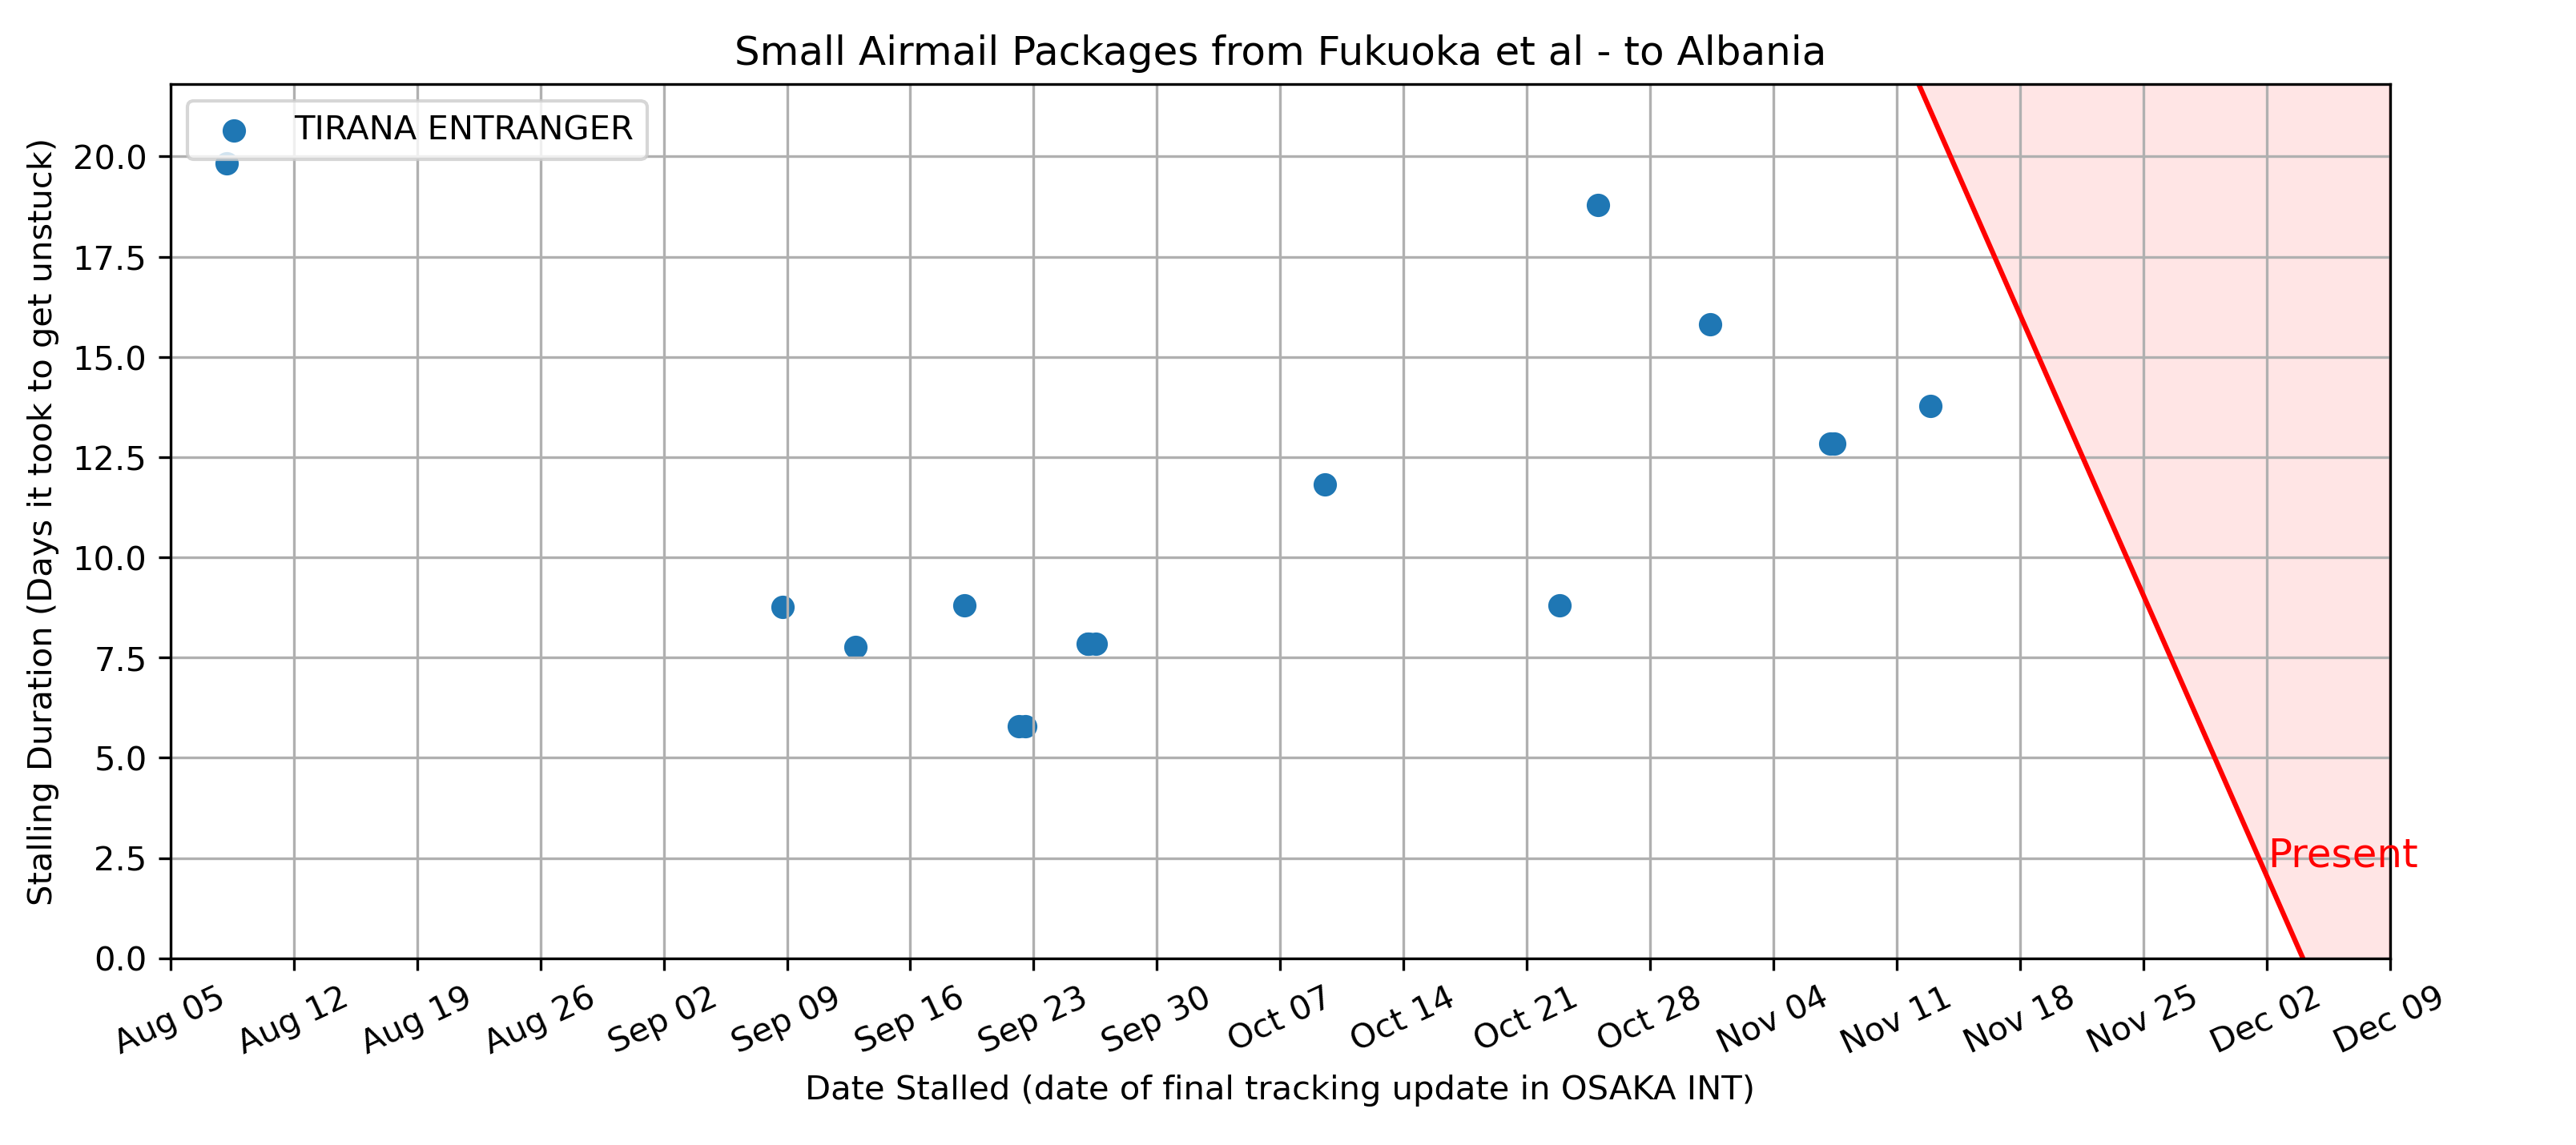 Small Airmail Packages from Fukuoka et al - to Albania
TIRANA ENTRANGER
Stalling Duration (Days it took to get unstuck)
20.0
17.5
15.0
12.5
10.0
7.5
5.0
2.5
0.0
Present
Aug 05
Aug 12
Aug 19
Aug 26
Sep 02
Sep 09
Sep 16
Sep 23
Sep 30
Oct 07
Oct 14
Oct 21
Oct 28
Nov 04
Nov 11
Nov 18
Nov 25
Dec 02
Dec 09
Date Stalled (date of final tracking update in OSAKA INT)